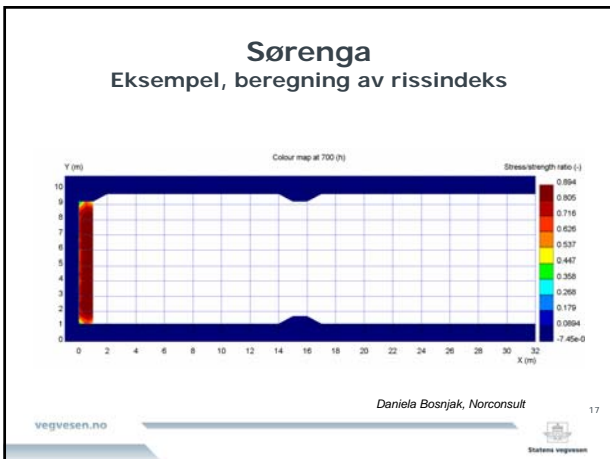 Sørenga
Eksempel, beregning av rissindeks
Colour map at 700 (h)
Y (m)
Stress/strength ratio (-)
10
9
8
7
6
5
4
3
2
1
0
0 2 4 6 8 10 12 14 16 18 20 22 24 26 28 30 32
X (m)
0.894
0.805
0.716
0.626
0.537
0.447
0.358
0.268
0.179
0.0894
-7.45e-0
Daniela Bosnjak, Norconsult
17
vegvesen.no
Statens vegvesen